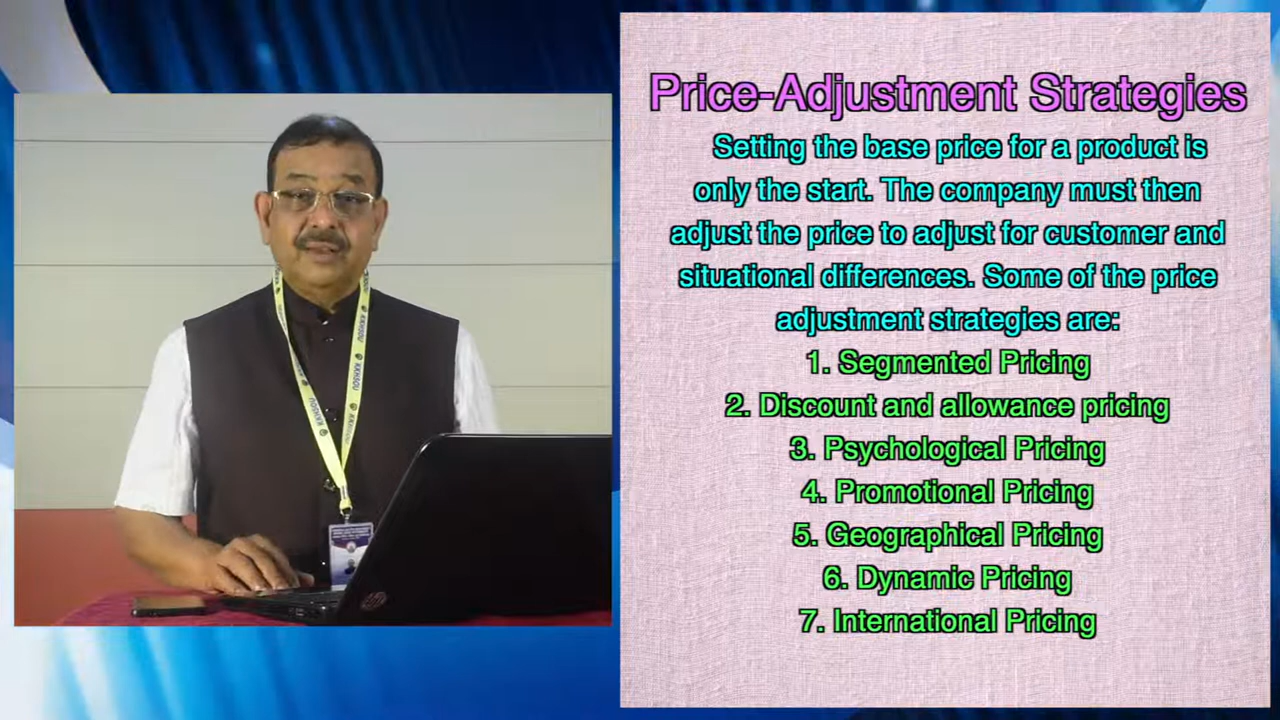 Price-Adjustment Strategies
Setting the base price for a product is
only the start. The company must then
adjust the price to adjust for customer and
situational differences. Some of the price
adjustment strategies are:
1. Segmented Pricing
2. Discount and allowance pricing
3. Psychological Pricing
4. Promotional Pricing
5. Geographical Pricing
6. Dynamic Pricing
7. International Pricing
KKHSOU
KKHSOU
hp